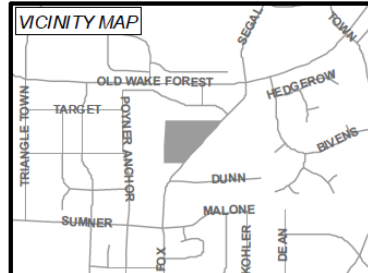 VICINITY MAP
SEGAL
TOWN
OLD WAKE FOREST
HEDGEROW
TARGET
POYNER ANCHOR
TRIANGLE TOWN
BIVENS
DUNN
MALONE
SUMNER
FOX
KOHLER
DEAN